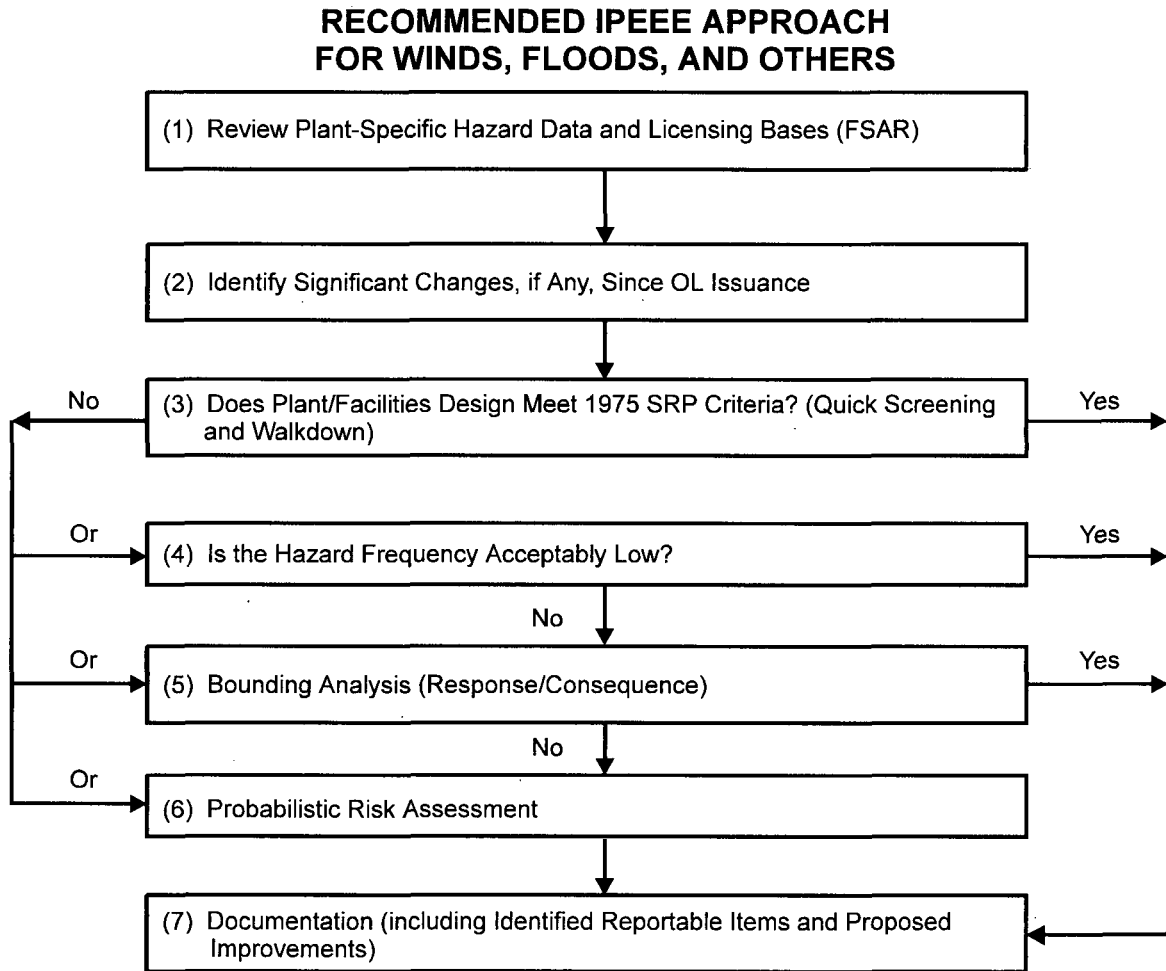 RECOMMENDED IPEEE APPROACH
FOR WINDS, FLOODS, AND OTHERS
(1) Review Plant-Specific Hazard Data and Licensing Bases (FSAR)
(2) Identify Significant Changes, if Any, Since OL Issuance
No
(3) Does Plant/Facilities Design Meet 1975 SRP Criteria? (Quick Screening
and Walkdown)
Yes
Or
(4) Is the Hazard Frequency Acceptably Low?
Yes
No
Or
(5) Bounding Analysis (Response/Consequence)
Yes
No
Or
(6) Probabilistic Risk Assessment
(7) Documentation (including Identified Reportable Items and Proposed
Improvements)